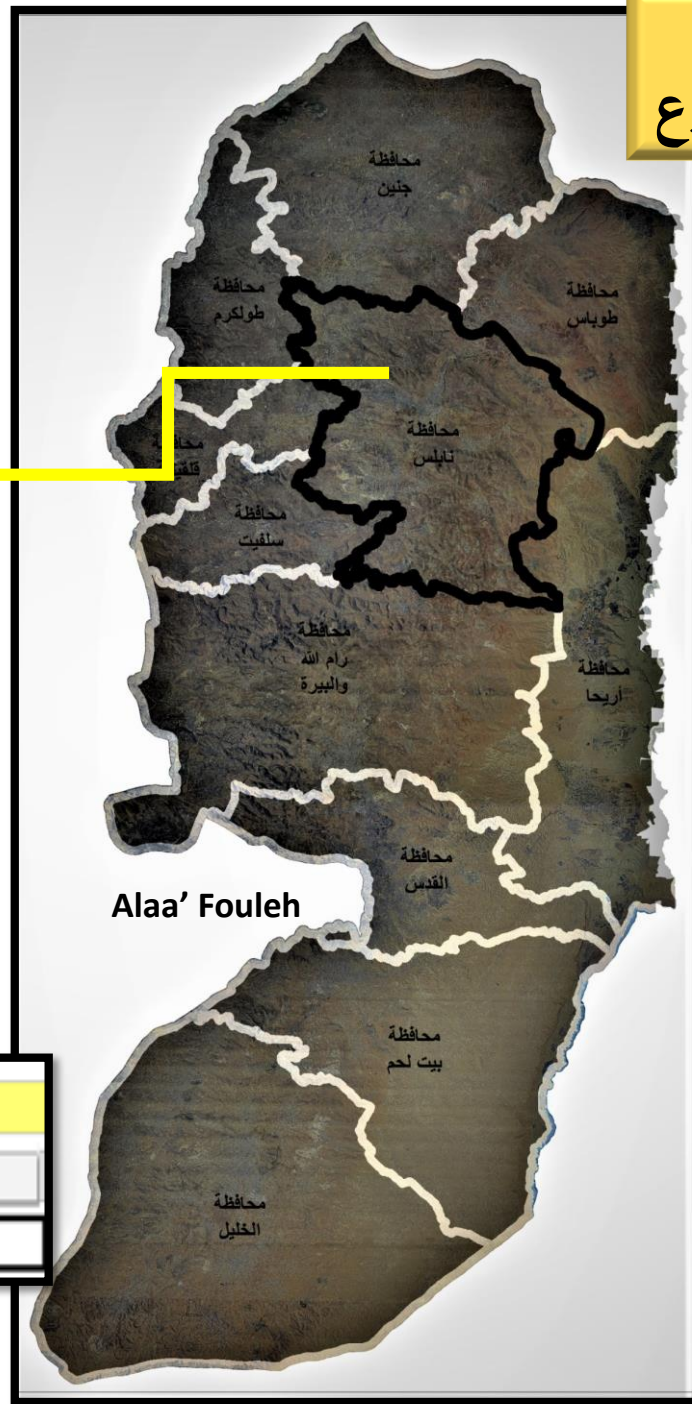 محافظة
جنين
محافظة
طوباس
محافظة
طولكرم
محافظة
نابلس
محافظة
محافظة
سلفيت
محافظة
رام الله
والبيرة
محافظة
أريحا
محافظة
القدس
Alaa’ Fouleh
محافظة
بيت لحم
محافظة
الخليل